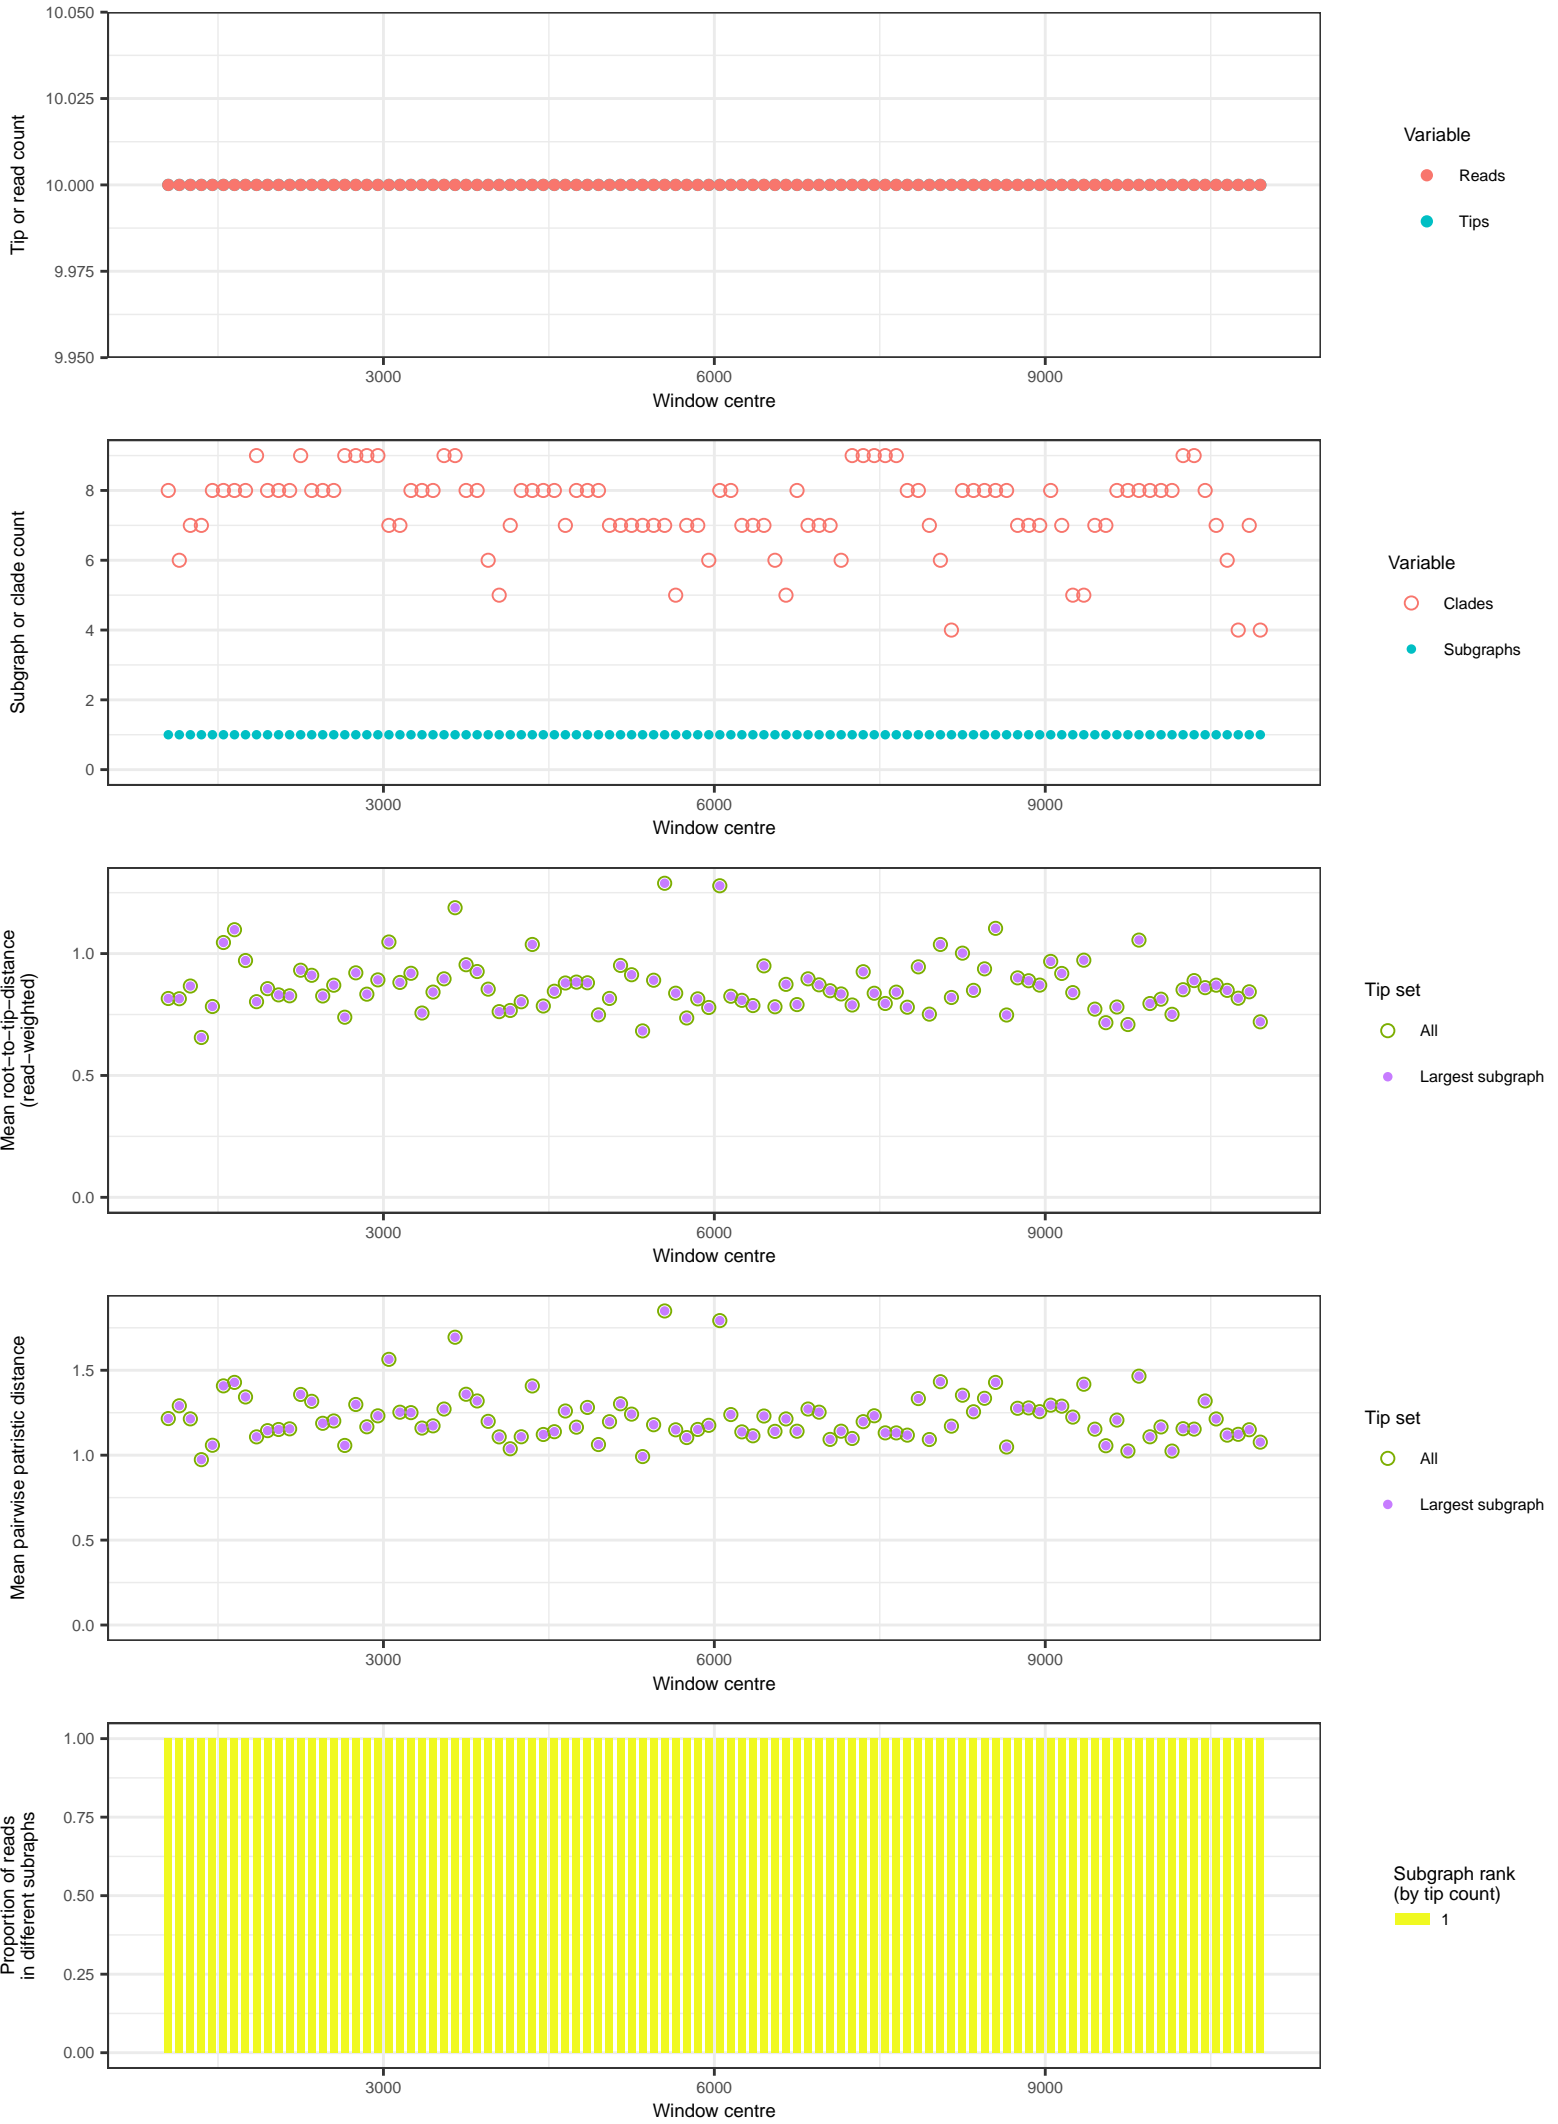 10.050
10.025
10.000
9.975
9.950
Tip or read count
3000 6000 9000
Window centre
Variable
Reads
Tips
8
6
4
2
0
Subgraph or clade count
3000 6000 9000
Window centre
Variable
Clades
Subgraphs
1.0
0.5
0.0
Mean root−to−tip−distance
(read−weighted)
3000 6000 9000
Window centre
Tip set
All
Largest subgraph
1.5
1.0
0.5
0.0
Mean pairwise patristic distance
3000 6000 9000
Window centre
Tip set
All
Largest subgraph
1.00
0.75
0.50
0.25
0.00
Proportion of reads
in different subraphs
3000 6000 9000
Window centre
Subgraph rank
(by tip count)
1